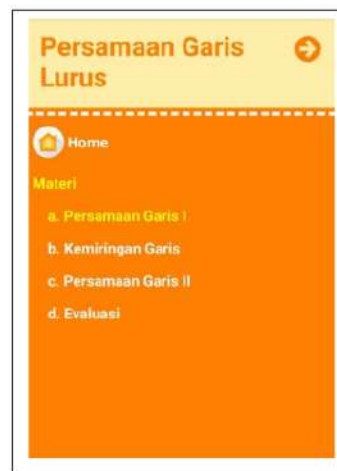 Persamaan Garis
Lurus
Home
Materi
a. Persamaan Garis I
b. Kemiringan Garis
c. Persamaan Garis II
d. Evaluasi